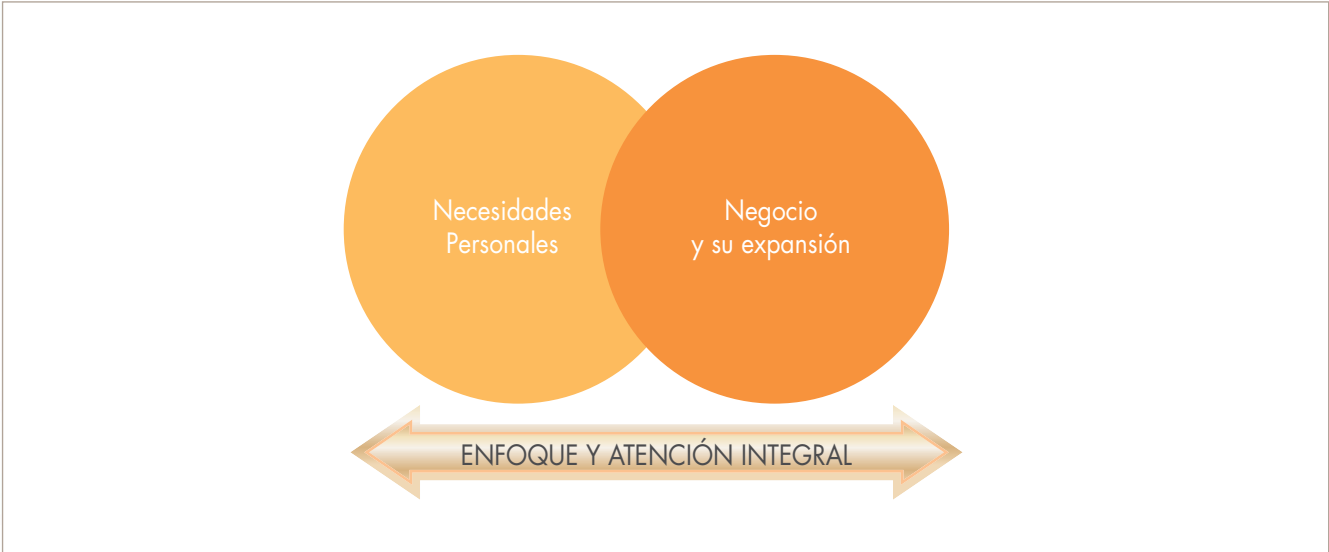 Necesidades
Personales
Negocio
y su expansión
ENFOQUE Y ATENCIÓN INTEGRAL